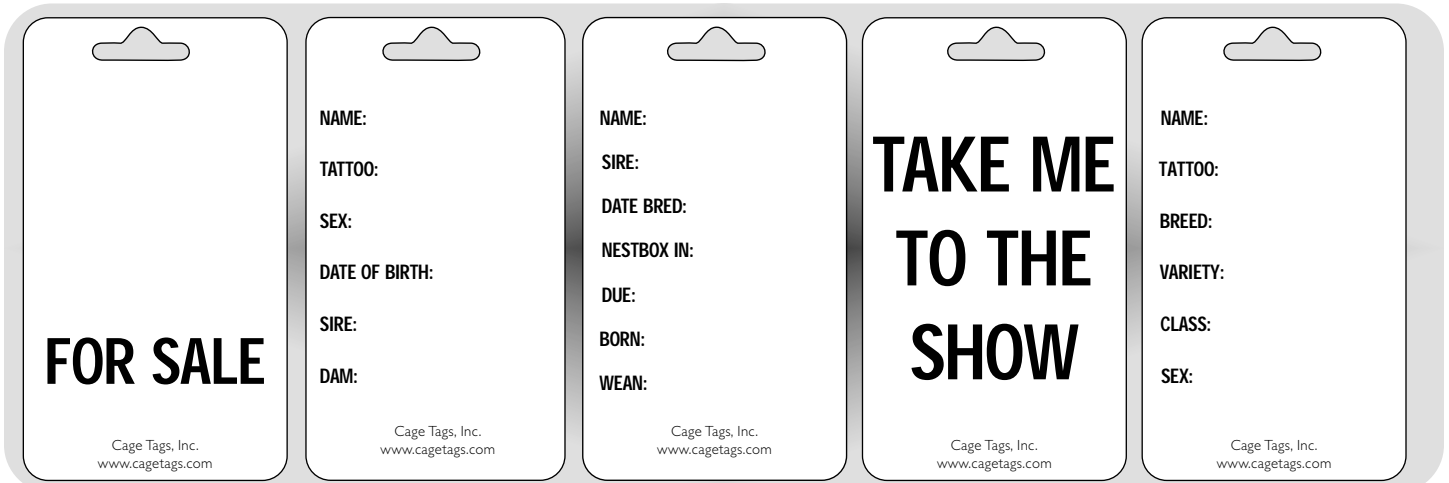 FOR SALE
Cage Tags, Inc.
www.cagetags.com
NAME:
TATTOO:
SEX:
DATE OF BIRTH:
SIRE:
DAM:
Cage Tags, Inc.
www.cagetags.com
NAME:
SIRE:
DATE BRED:
NESTBOX IN:
DUE:
BORN:
WEAN:
Cage Tags, Inc.
www.cagetags.com
TAKE ME
TO THE
SHOW
Cage Tags, Inc.
www.cagetags.com
NAME:
TATTOO:
BREED:
VARIETY:
CLASS:
SEX:
Cage Tags, Inc.
www.cagetags.com